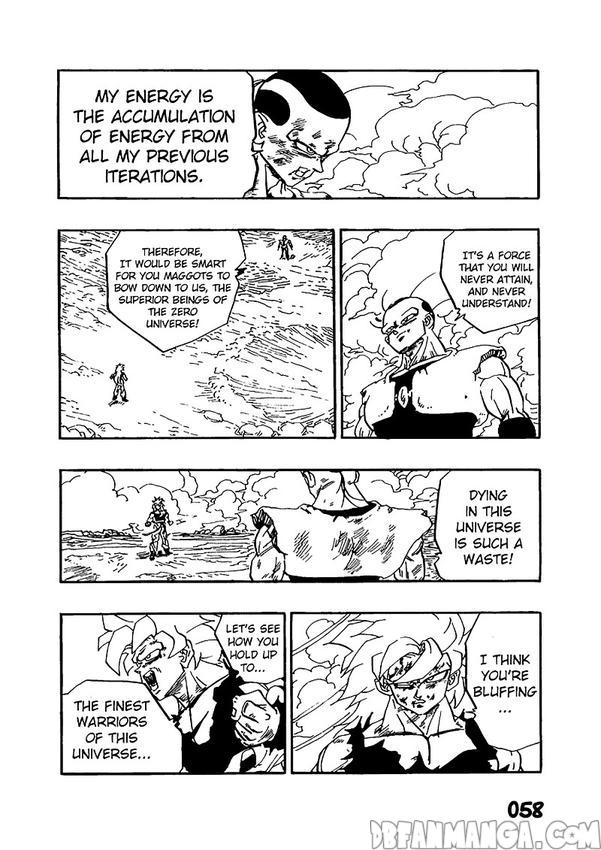 MY ENERGY IS
THE ACCUMULATION
OF ENERGY FROM
ALL MY PREVIOUS
ITERATIONS.
IT'S A FORCE
THAT YOU WILL
NEVER ATTAIN,
AND NEVER
UNDERSTAND!
THEREFORE,
IT WOULD BE SMART
FOR YOU MAGGOTS TO
BOW DOWN TO US, THE
SUPERIOR BEINGS OF
THE ZERO
UNIVERSE!
DYING
IN THIS
UNIVERSE
IS SUCH A
WASTE!
I THINK
YOU'RE
BLUFFING
...
LET'S SEE
HOW YOU
HOLD UP
TO...
THE FINEST
WARRIORS
OF THIS
UNIVERSE...
058
DBFANMANGA.COM